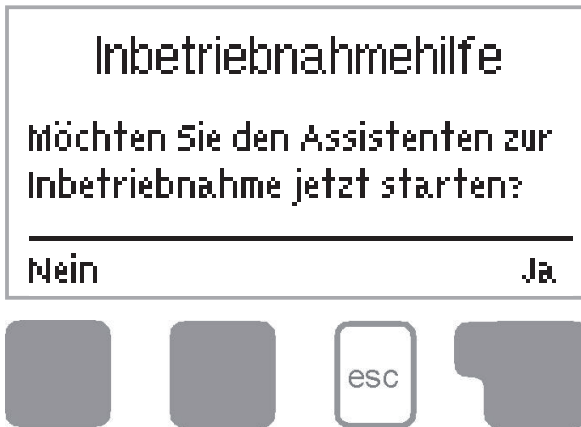 Inbetriebnahmehilfe
Möchten Sie den Assistenten zur
Inbetriebnahme jetzt starten?
Nein Ja
esc